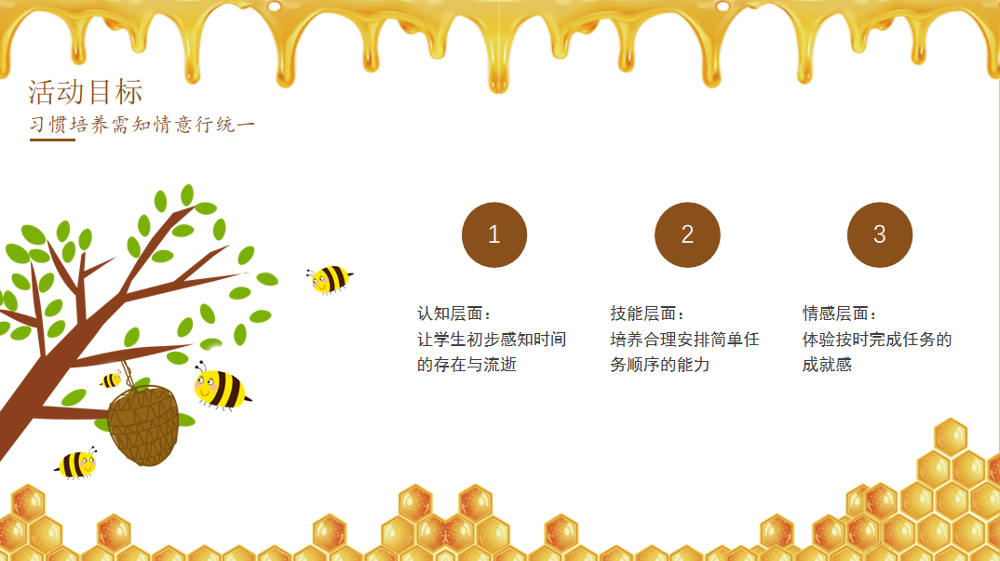 活动目标
习惯培养需知情意行统一
1
认知层面：
让学生初步感知时间
的存在与流逝
2
技能层面：
培养合理安排简单任
务顺序的能力
3
情感层面：
体验按时完成任务的
成就感